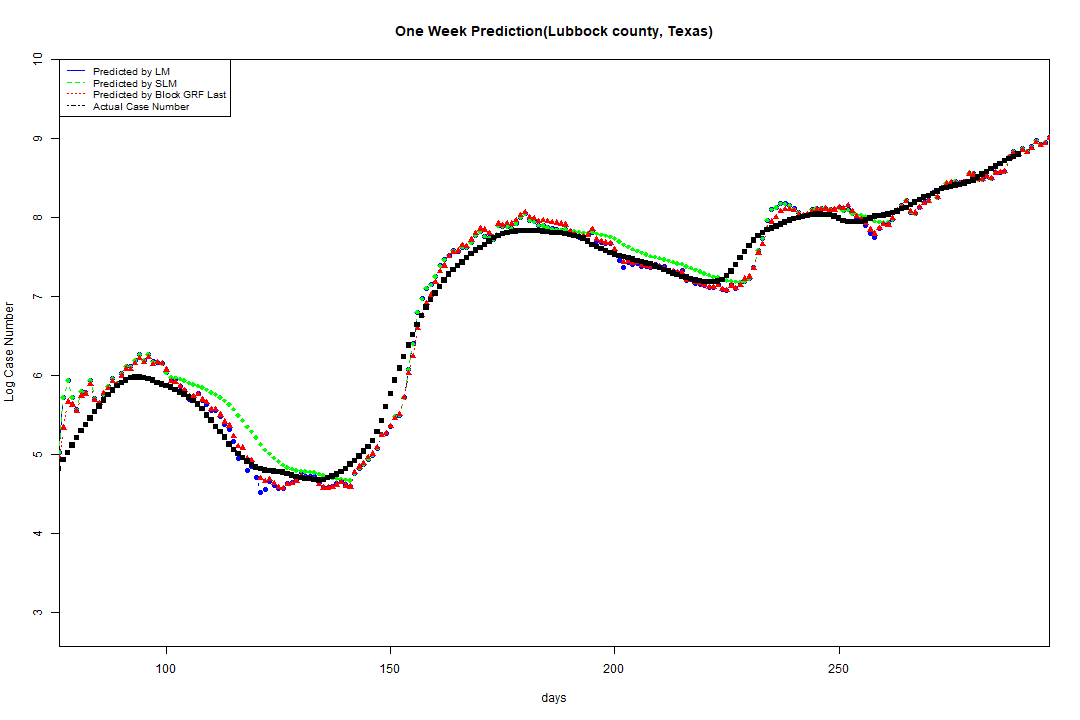 One Week Prediction(Lubbock county, Texas)
Predicted by LM
Predicted by SLM
Predicted by Block GRF Last
Actual Case Number
10
9
8
7
6
5
4
3
Log Case Number
100 150 200 250
days